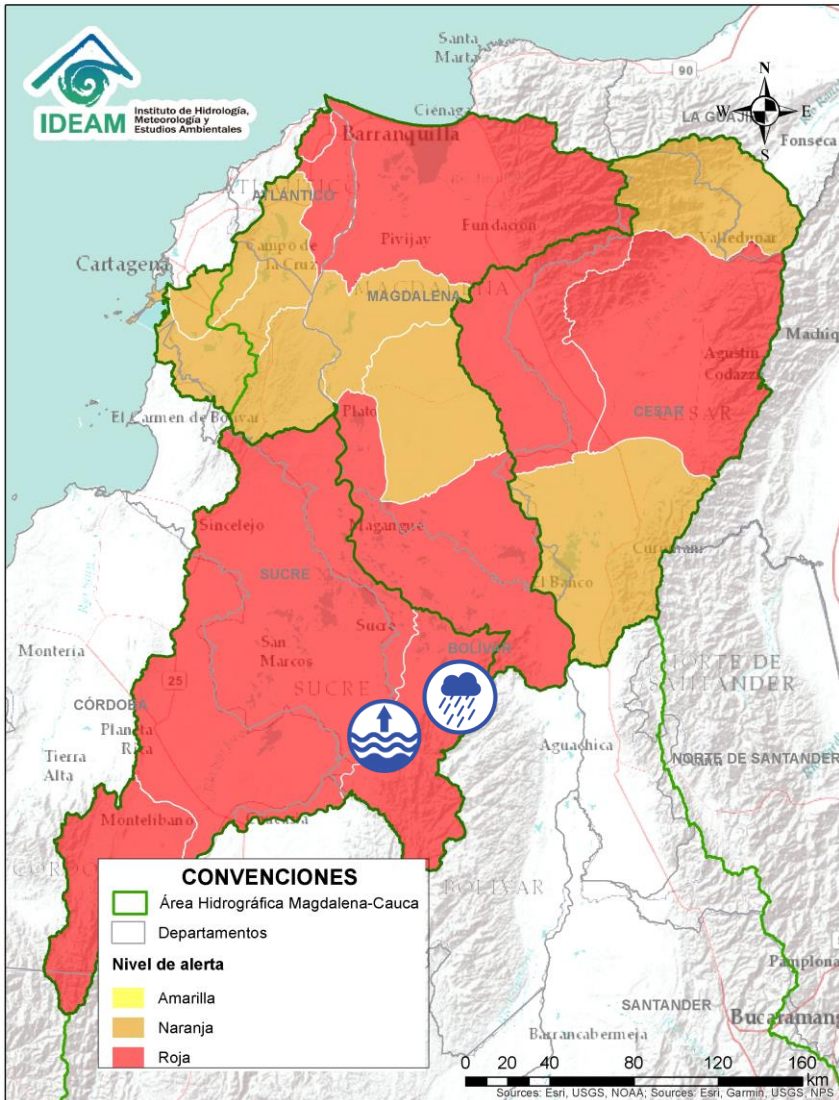 IDEAM
Instituto de Hidrología,
Meteorología y
Estudios Ambientales
Santa
Marta
90
N
W
E
S
LA GUAJI
Fonseca
Ciénaga
Barranquilla
ATLÁNTICO
Campo de
la Cruz
Pivijay
Fundación
Valledupar
Cartagena
MAGDALENA
Agustín
Codazzi
El Carmen de Bolívar
Plato
CESAR
Sincelejo
Magangué
SUCRE
El Banco
Montería
San
Marcos
Sucre
SUCRE
BOLÍVAR
NORTE DE
SANTANDER
25
CÓRDOBA
Planeta
Rica
Tierra
Alta
Aguachica
NORTE DE SANTANDER
Montelíbano
BOLÍVAR
CONVENCIONES
Área Hidrográfica Magdalena-Cauca
Departamentos
Nivel de alerta
Amarilla
Naranja
Roja
Pamplona
SANTANDER
Bucaramang
Barrancabermeja
0 20 40 80 120 160
km
Sources: Esri, USGS, NOAA; Sources: Esri, Garmin, USGS, NPS